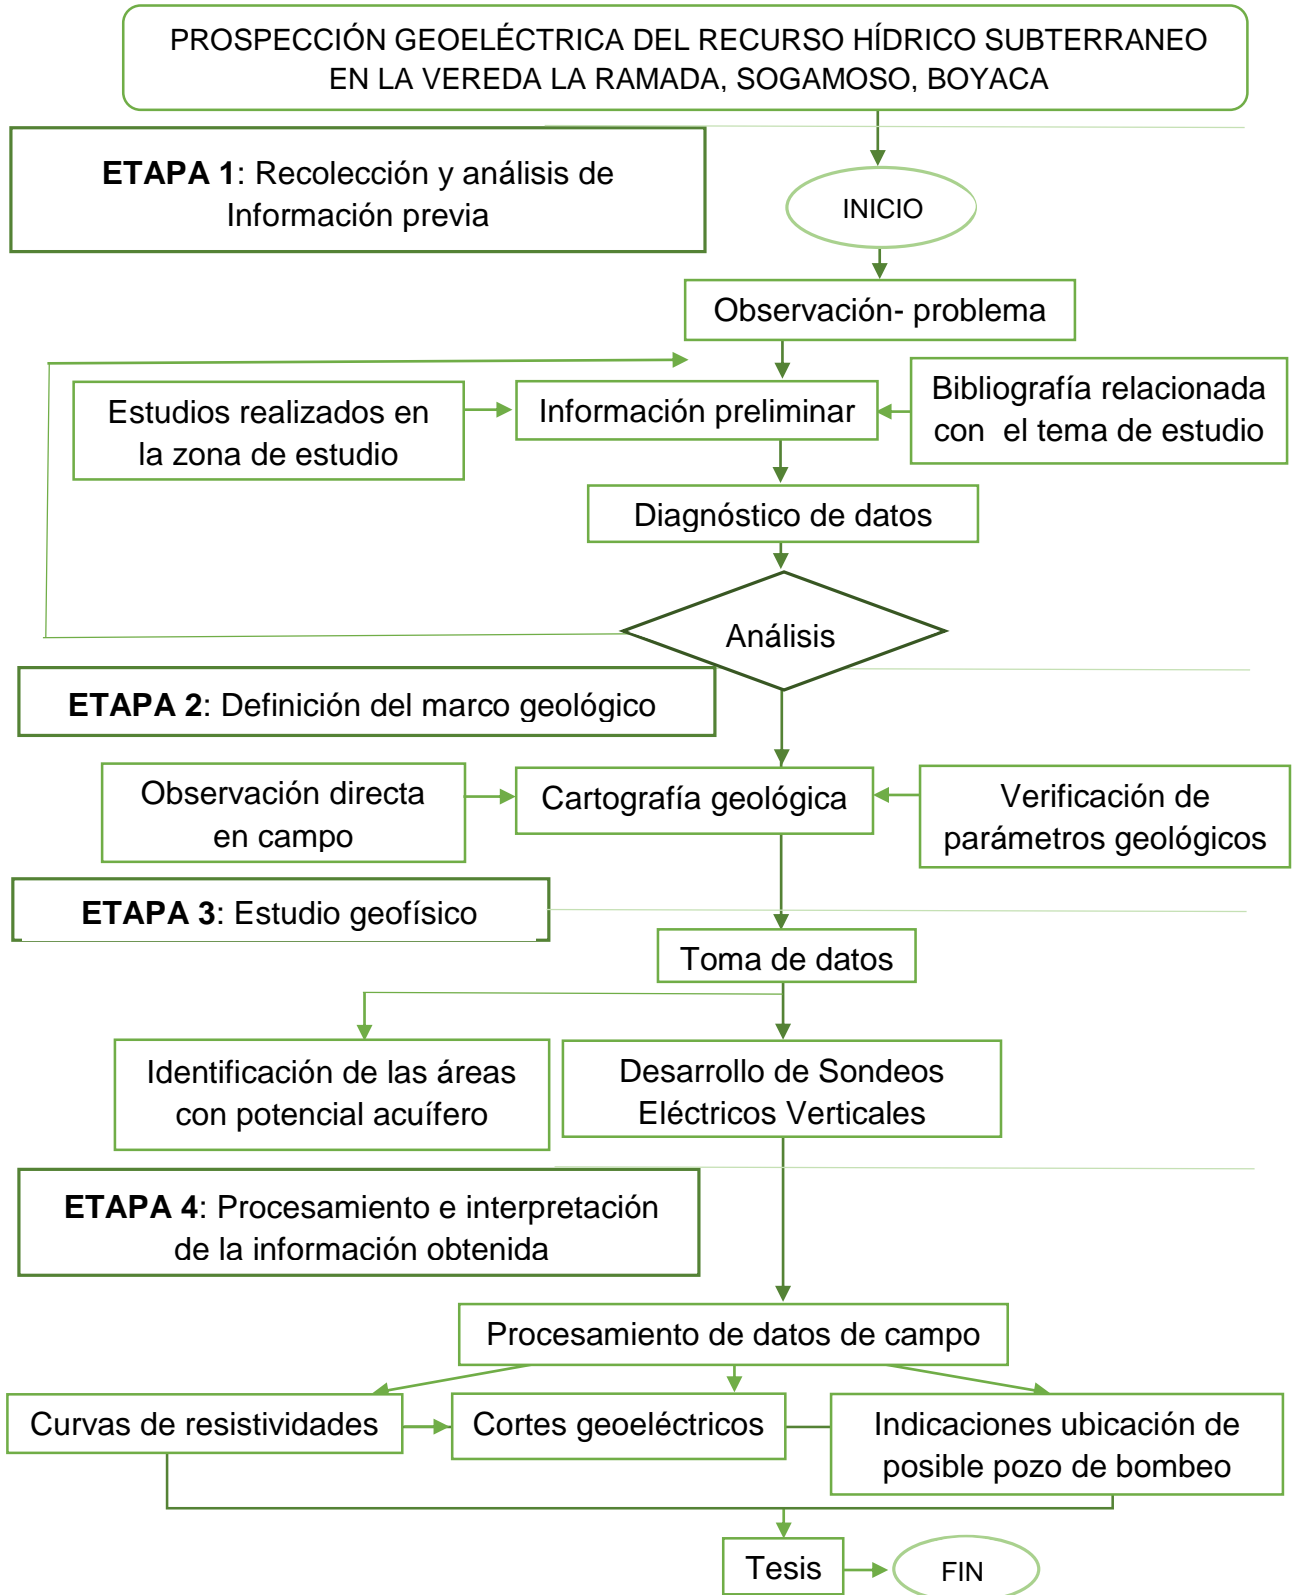 PROSPECCIÓN GEOELÉCTRICA DEL RECURSO HÍDRICO SUBTERRANEO
EN LA VEREDA LA RAMADA, SOGAMOSO, BOYACA
ETAPA 1: Recolección y análisis de
Información previa
INICIO
Observación- problema
Estudios realizados en
la zona de estudio
Información preliminar
Bibliografía relacionada
con el tema de estudio
Diagnóstico de datos
Análisis
ETAPA 2: Definición del marco geológico
Observación directa
en campo
Cartografía geológica
Verificación de
parámetros geológicos
ETAPA 3: Estudio geofísico
Toma de datos
Identificación de las áreas
con potencial acuífero
Desarrollo de Sondeos
Eléctricos Verticales
ETAPA 4: Procesamiento e interpretación
de la información obtenida
Procesamiento de datos de campo
Curvas de resistividades
Cortes geoeléctricos
Indicaciones ubicación de
posible pozo de bombeo
Tesis
FIN